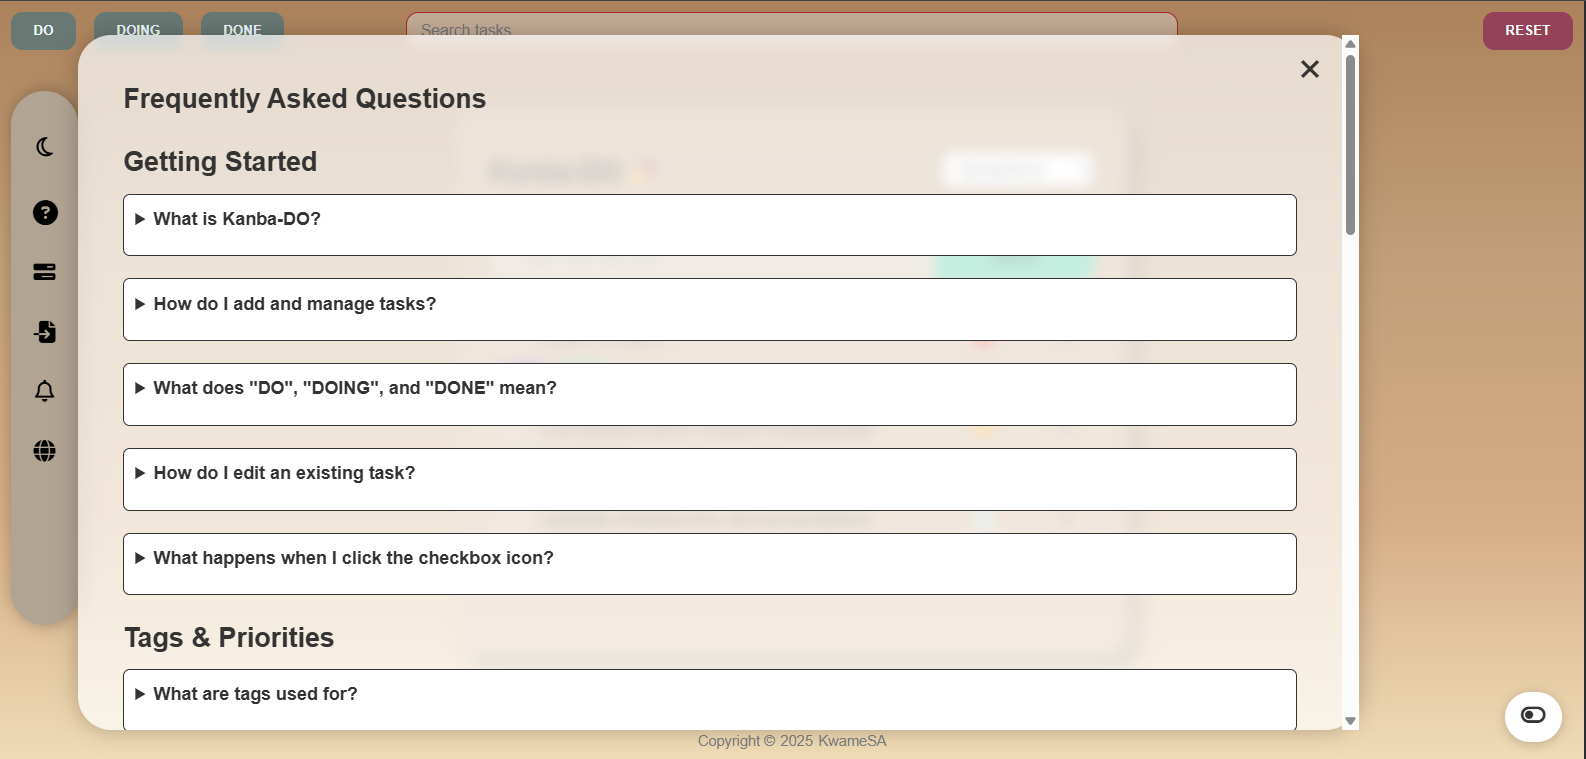 DO
DOING
DONE
Search tasks
RESET
Frequently Asked Questions
Getting Started
What is Kanba-DO?
How do I add and manage tasks?
What does "DO", "DOING", and "DONE" mean?
How do I edit an existing task?
What happens when I click the checkbox icon?
Tags & Priorities
What are tags used for?
Copyright © 2025 KwameSA